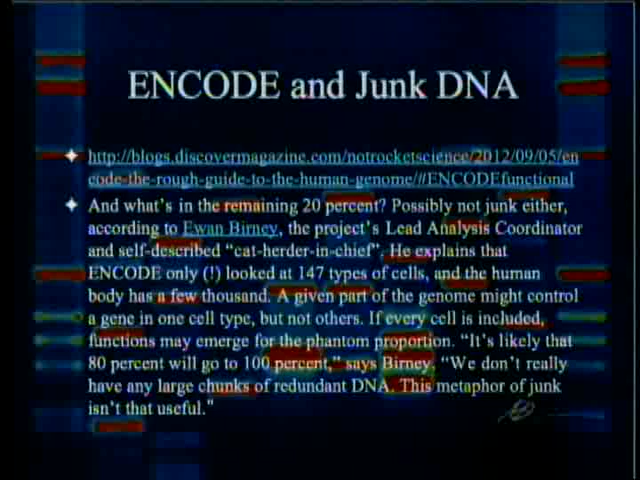 ENCODE and Junk DNA
http://blogs.discovermagazine.com/notrocketscience/2012/09/05/en
code-the-rough-guide-to-the-human-genome/#ENCODEfunctional
And what's in the remaining 20 percent? Possibly not junk either,
according to Ewan Birney, the project's Lead Analysis Coordinator
and self-described "cat-herder-in-chief". He explains that
ENCODE only (!) looked at 147 types of cells, and the human
body has a few thousand. A given part of the genome might control
a gene in one cell type, but not others. If every cell is included,
functions may emerge for the phantom proportion. "It's likely that
80 percent will go to 100 percent," says Birney. "We don't really
have any large chunks of redundant DNA. This metaphor of junk
isn't that useful."